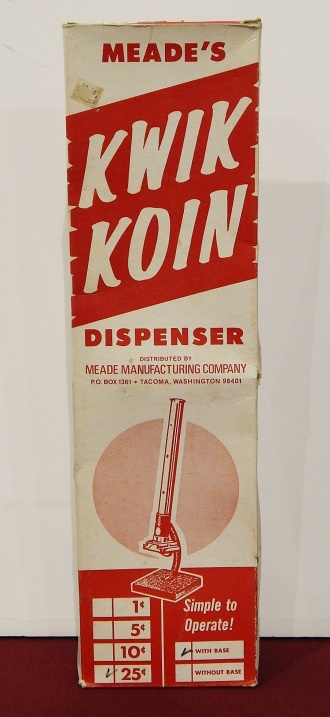 MEADE'S
KWIK
KOIN
DISPENSER
DISTRIBUTED BY
MEADE MANUFACTURING COMPANY
P.O. BOX 1361 • TACOMA, WASHINGTON 98401
Simple to
Operate!
1¢
5¢
10¢
✓ 25¢
✓ WITH BASE
WITHOUT BASE